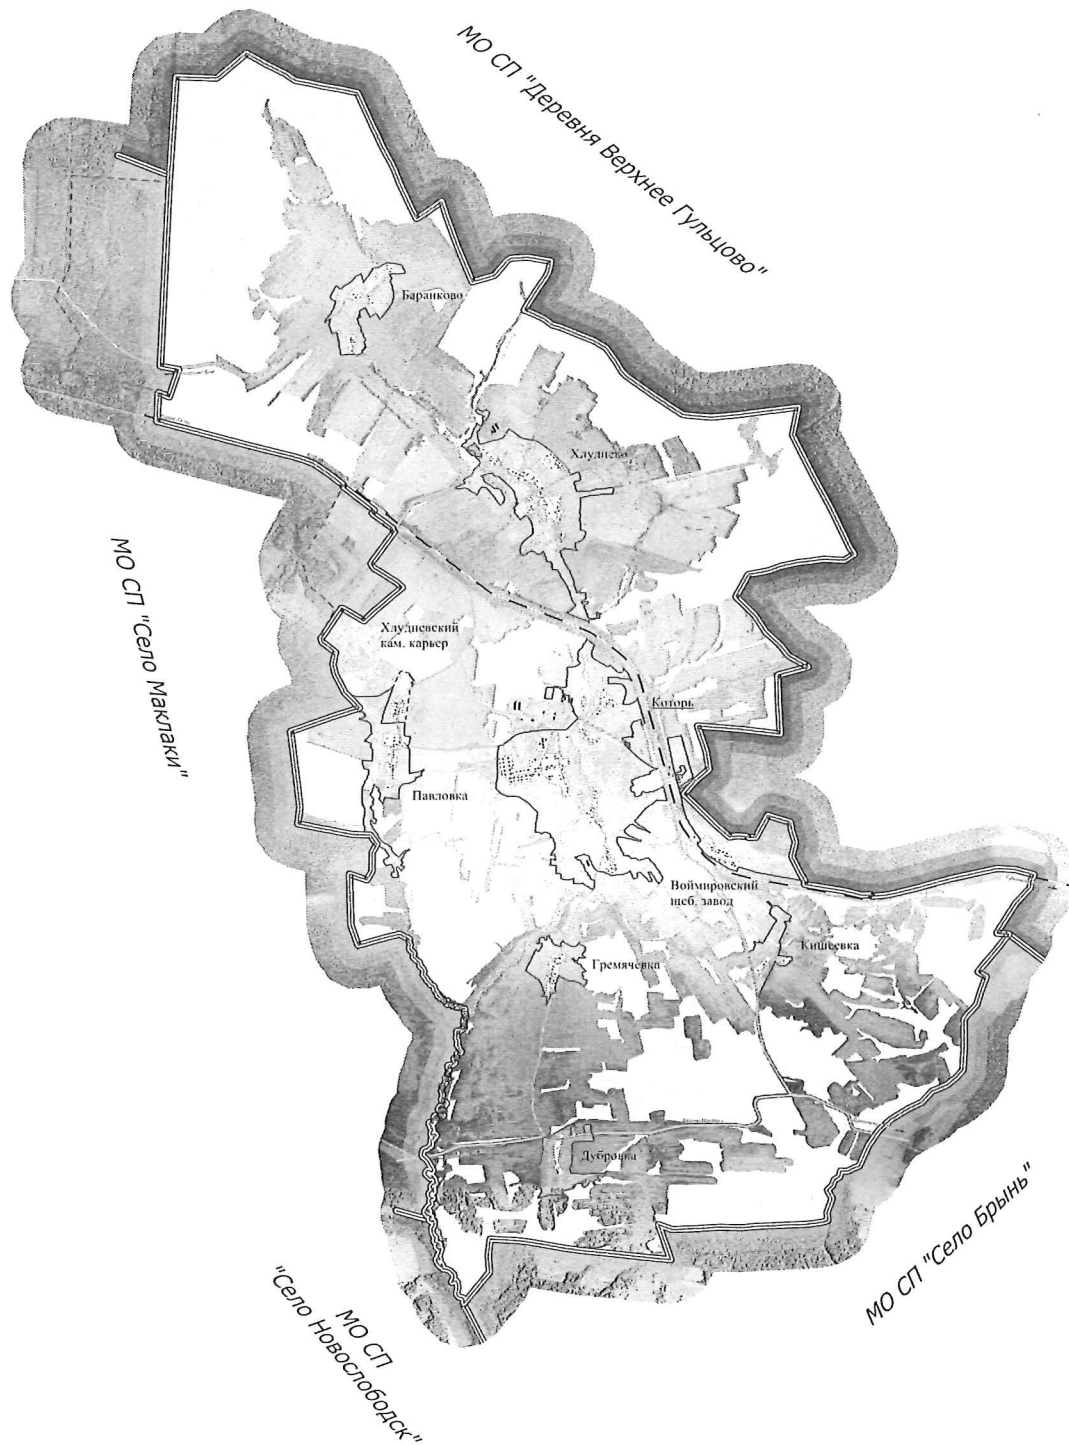 МО СП "Деревня Верхнее Гульцово"
Баранково
Хлуднево
МО СП "Село Маклаки"
Хлудневский
кам. карьер
Которь
Павловка
Воймировский
щеб. завод
Кишеевка
Гремячевка
Дубровка
МО СП "Село Брынь"
МО СП
"Село Новослободск"